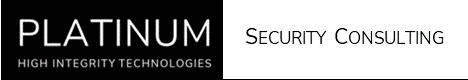 PLATINUM
HIGH INTEGRITY TECHNOLOGIES
Security Consulting